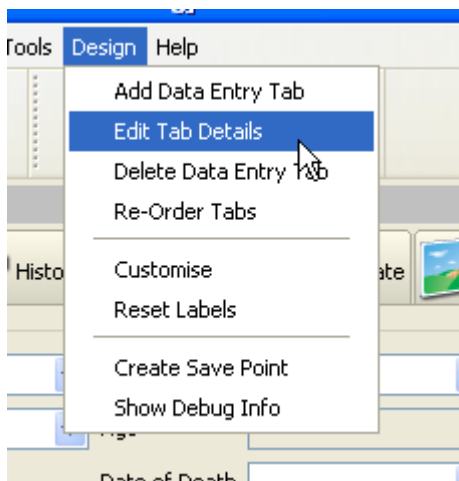 Tools Design Help
Add Data Entry Tab
Edit Tab Details
Delete Data Entry Tab
Re-Order Tabs
Histo
Customise
ate
Reset Labels
Create Save Point
Show Debug Info
Date of Death